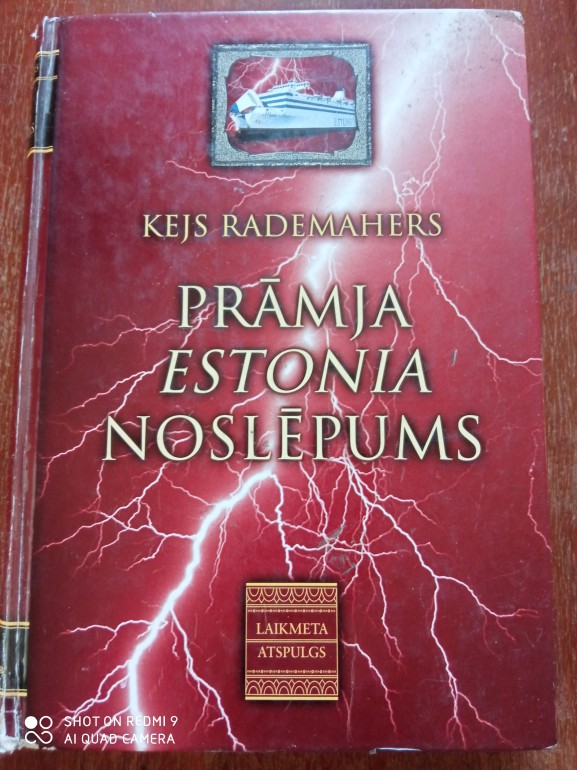 KEJS RADEMAHERS
PRĀMJA
ESTONIA
NOSLĒPUMS
LAIKMETA
ATSPULGS
SHOT ON REDMI 9
AI QUAD CAMERA